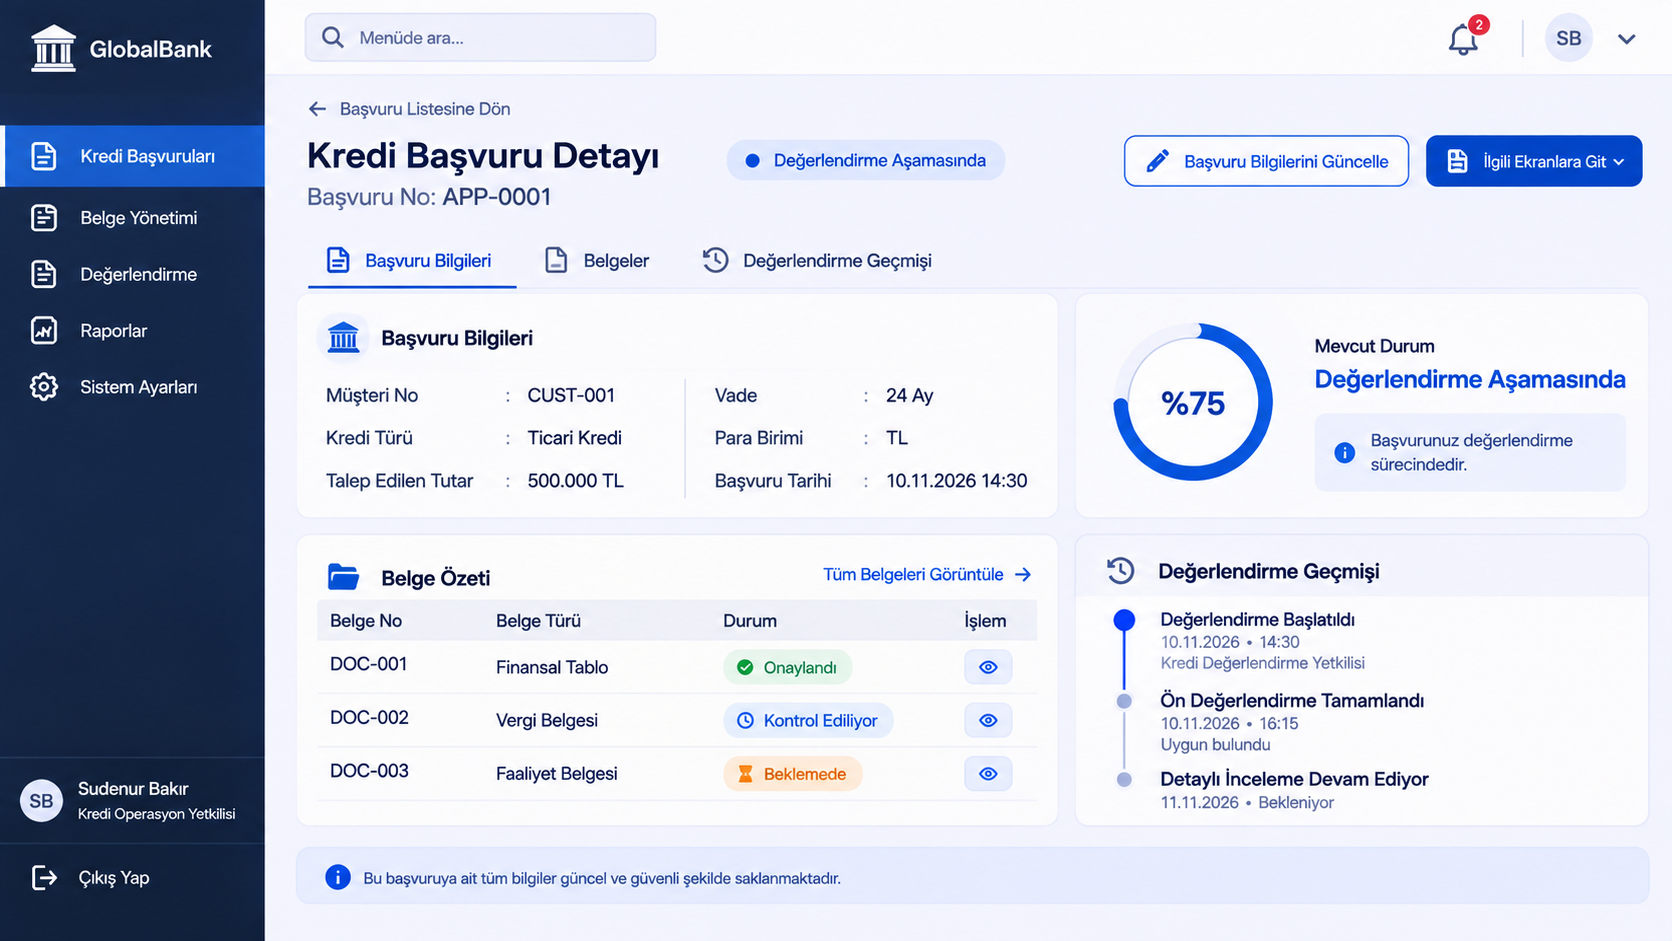 GlobalBank
Menüde ara...
2
SB
Kredi Başvuruları
Belge Yönetimi
Değerlendirme
Raporlar
Sistem Ayarları
SB
Sudenur Bakır
Kredi Operasyon Yetkilisi
Çıkış Yap
Başvuru Listesine Dön
Kredi Başvuru Detayı
Başvuru No: APP-0001
Değerlendirme Aşamasında
Başvuru Bilgilerini Güncelle
İlgili Ekranlara Git
Başvuru Bilgileri
Belgeler
Değerlendirme Geçmişi
Başvuru Bilgileri
Müşteri No : CUST-001
Kredi Türü : Ticari Kredi
Talep Edilen Tutar : 500.000 TL
Vade : 24 Ay
Para Birimi : TL
Başvuru Tarihi : 10.11.2026 14:30
%75
Mevcut Durum
Değerlendirme Aşamasında
Başvurunuz değerlendirme
sürecindedir.
Belge Özeti
Tüm Belgeleri Görüntüle
Belge No Belge Türü Durum İşlem
DOC-001 Finansal Tablo Onaylandı
DOC-002 Vergi Belgesi Kontrol Ediliyor
DOC-003 Faaliyet Belgesi Beklemede
Değerlendirme Geçmişi
Değerlendirme Başlatıldı
10.11.2026 • 14:30
Kredi Değerlendirme Yetkilisi
Ön Değerlendirme Tamamlandı
10.11.2026 • 16:15
Uygun bulundu
Detaylı İnceleme Devam Ediyor
11.11.2026 • Bekleniyor
Bu başvuruya ait tüm bilgiler güncel ve güvenli şekilde saklanmaktadır.